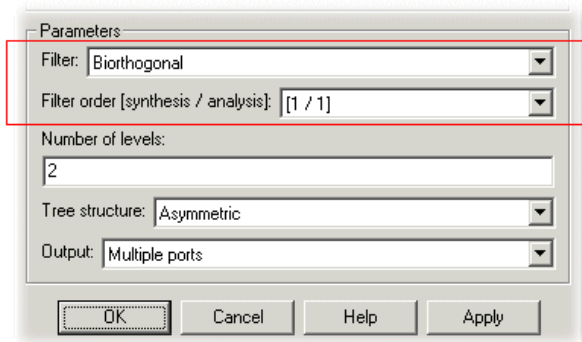 Parameters
Filter: Biorthogonal
Filter order [synthesis / analysis]: [1 / 1]
Number of levels:
2
Tree structure: Asymmetric
Output: Multiple ports
OK Cancel Help Apply